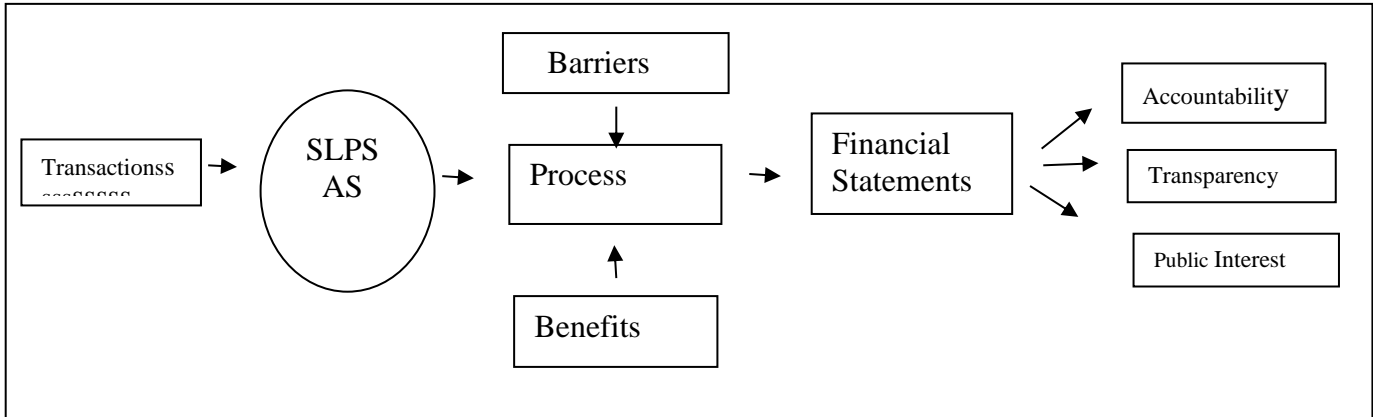 Barriers
Transactionss
SLPS
AS
Process
Financial
Statements
Accountability
Transparency
Public Interest
Benefits